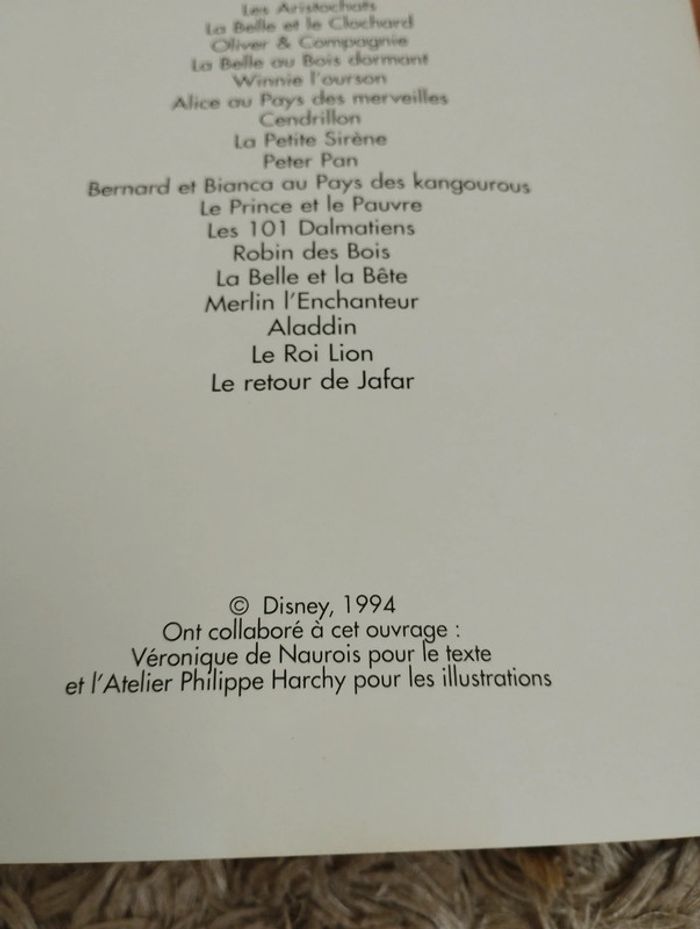 Les Aristochats
La Belle et le Clochard
Oliver & Compagnie
La Belle au Bois dormant
Winnie l'ourson
Alice au Pays des merveilles
Cendrillon
La Petite Sirène
Peter Pan
Bernard et Bianca au Pays des kangourous
Le Prince et le Pauvre
Les 101 Dalmatiens
Robin des Bois
La Belle et la Bête
Merlin l'Enchanteur
Aladdin
Le Roi Lion
Le retour de Jafar
© Disney, 1994
Ont collaboré à cet ouvrage :
Véronique de Naurois pour le texte
et l'Atelier Philippe Harchy pour les illustrations